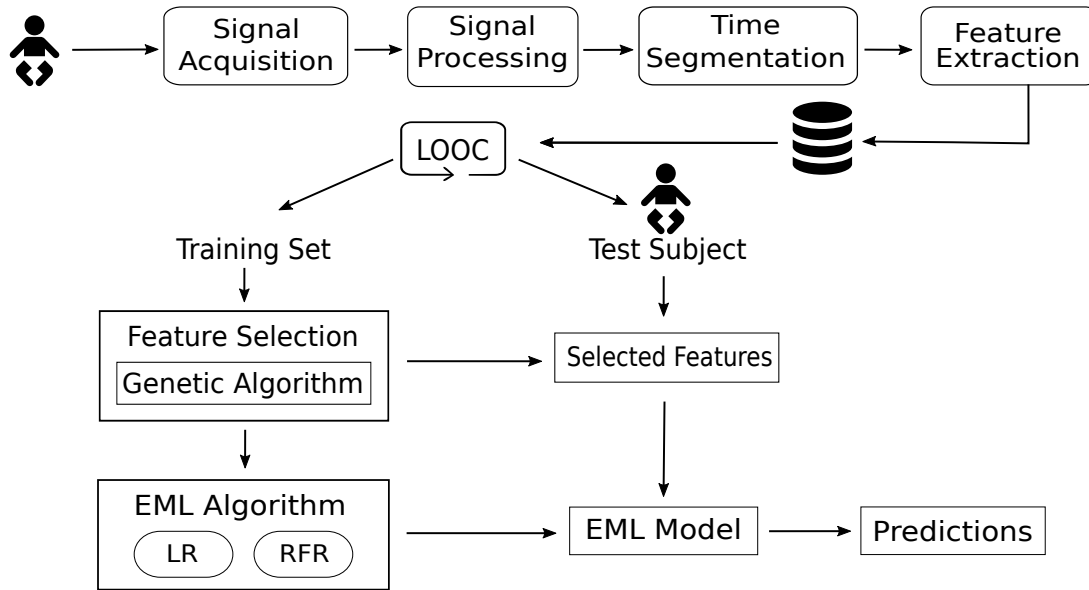 Signal
Acquisition
Signal
Processing
Time
Segmentation
Feature
Extraction
LOOC
Training Set
Test Subject
Feature Selection
Genetic Algorithm
Selected Features
EML Algorithm
LR
RFR
EML Model
Predictions